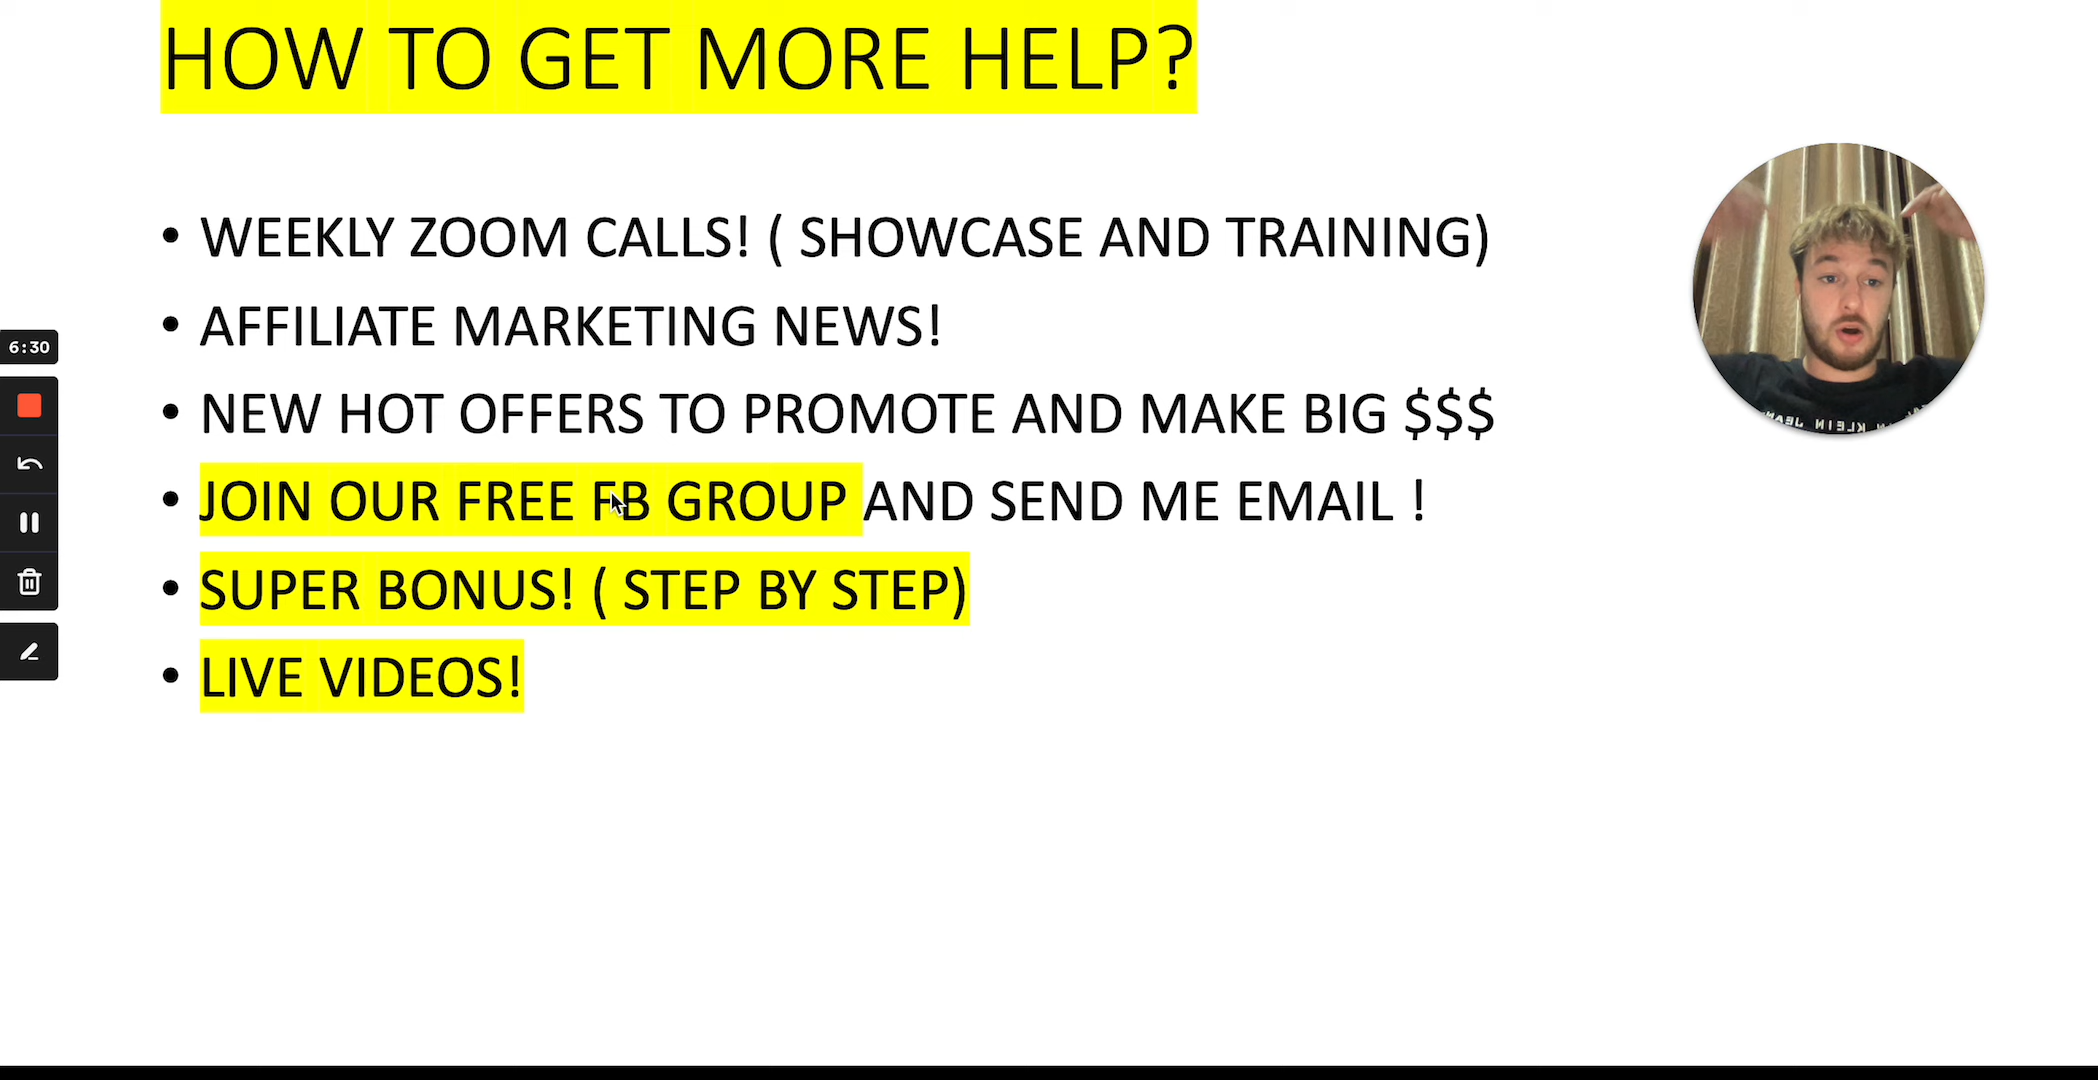 HOW TO GET MORE HELP?
• WEEKLY ZOOM CALLS! ( SHOWCASE AND TRAINING)
• AFFILIATE MARKETING NEWS!
• NEW HOT OFFERS TO PROMOTE AND MAKE BIG $$$
• JOIN OUR FREE FB GROUP AND SEND ME EMAIL !
• SUPER BONUS! ( STEP BY STEP)
• LIVE VIDEOS!
6:30
KLEIN JEAN